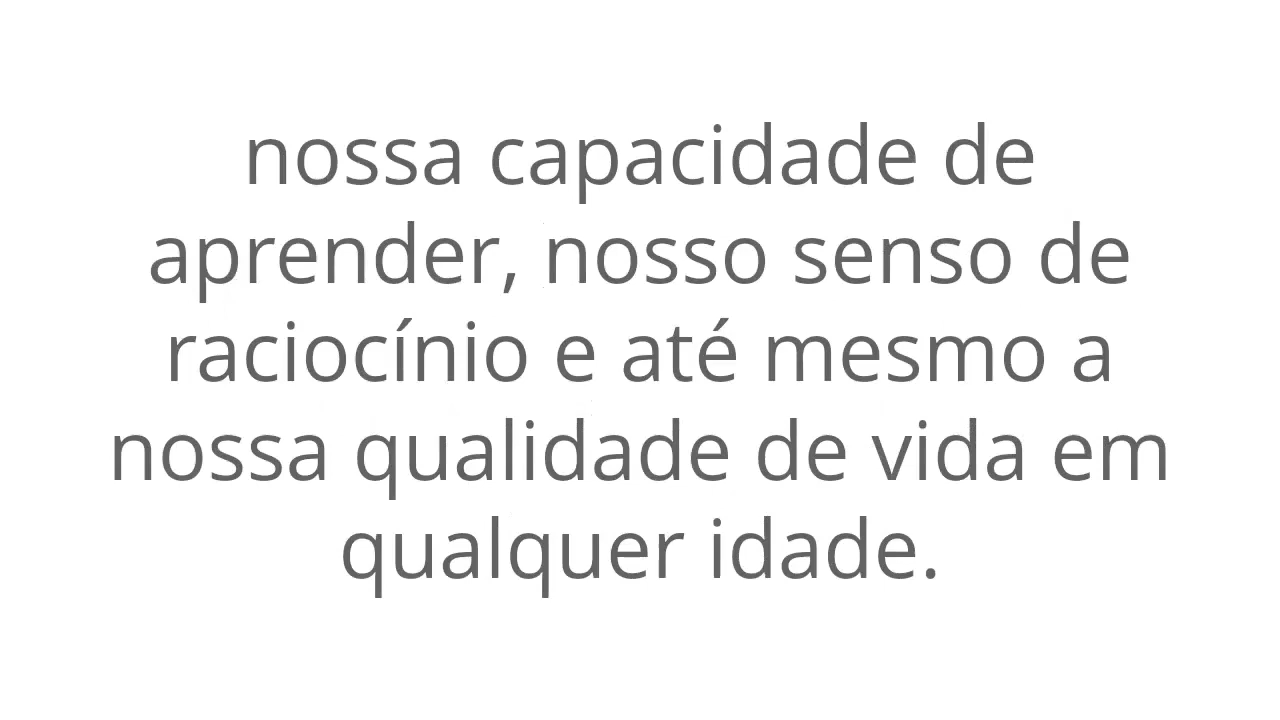 nossa capacidade de
aprender, nosso senso de
raciocínio e até mesmo a
nossa qualidade de vida em
qualquer idade.